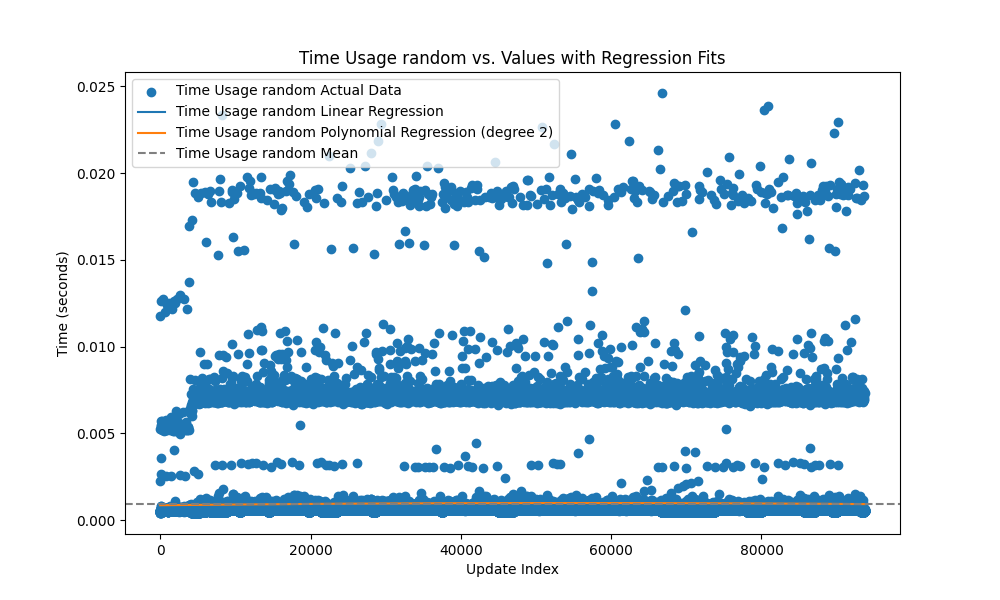 Time Usage random vs. Values with Regression Fits
Time Usage random Actual Data
Time Usage random Linear Regression
Time Usage random Polynomial Regression (degree 2)
Time Usage random Mean
0.025
0.020
0.015
0.010
0.005
0.000
Time (seconds)
0
20000
40000
60000
80000
Update Index